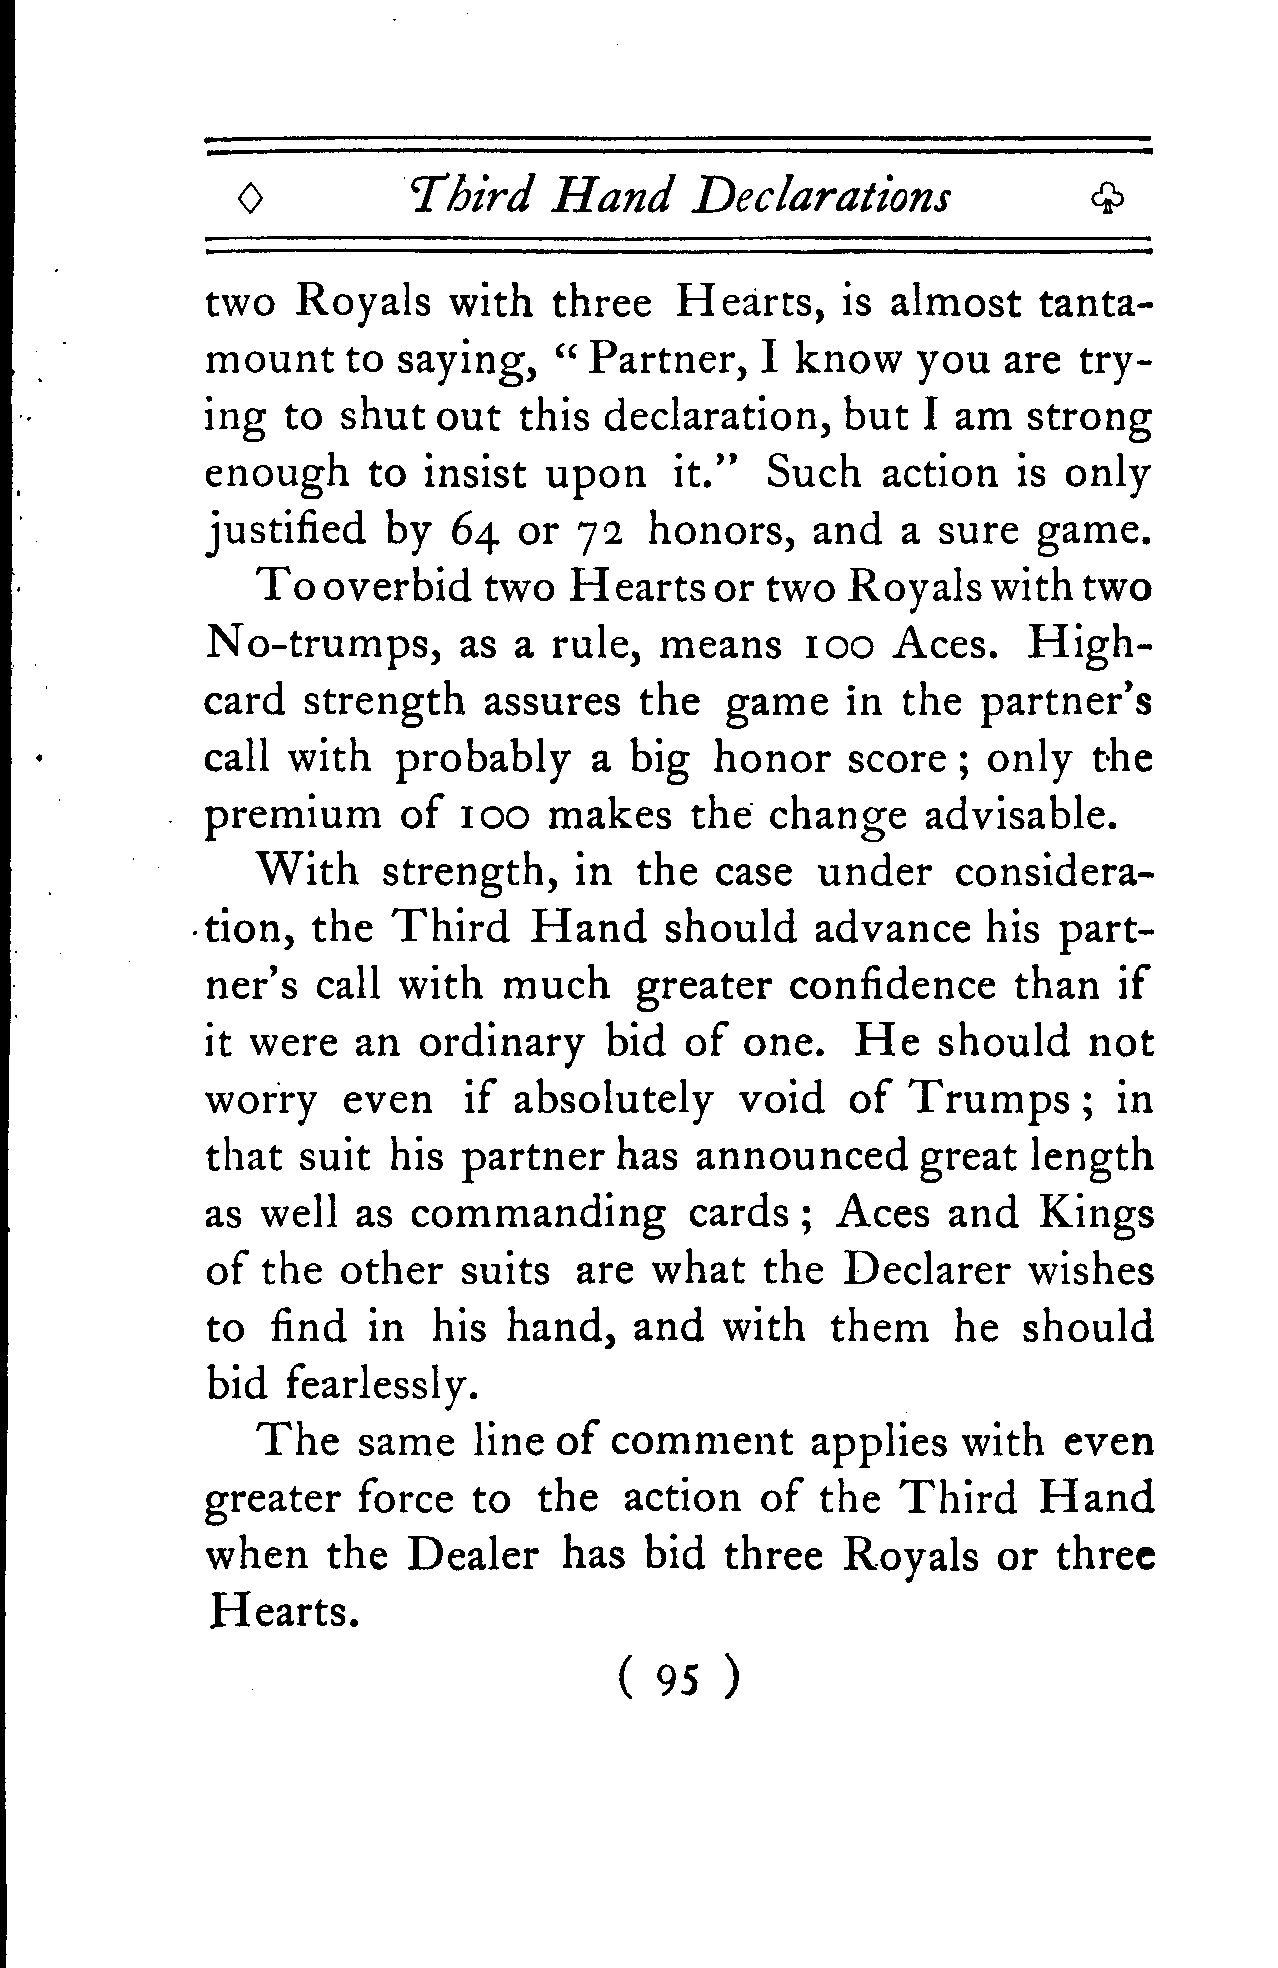 ◊ Third Hand Declarations ♧
two Royals with three Hearts, is almost tanta-
mount to saying, “ Partner, I know you are try-
ing to shut out this declaration, but I am strong
enough to insist upon it.” Such action is only
justified by 64 or 72 honors, and a sure game.
To overbid two Hearts or two Royals with two
No-trumps, as a rule, means 100 Aces. High-
card strength assures the game in the partner’s
call with probably a big honor score ; only the
premium of 100 makes the change advisable.
With strength, in the case under considera-
tion, the Third Hand should advance his part-
ner’s call with much greater confidence than if
it were an ordinary bid of one. He should not
worry even if absolutely void of Trumps ; in
that suit his partner has announced great length
as well as commanding cards ; Aces and Kings
of the other suits are what the Declarer wishes
to find in his hand, and with them he should
bid fearlessly.
The same line of comment applies with even
greater force to the action of the Third Hand
when the Dealer has bid three Royals or three
Hearts.
( 95 )